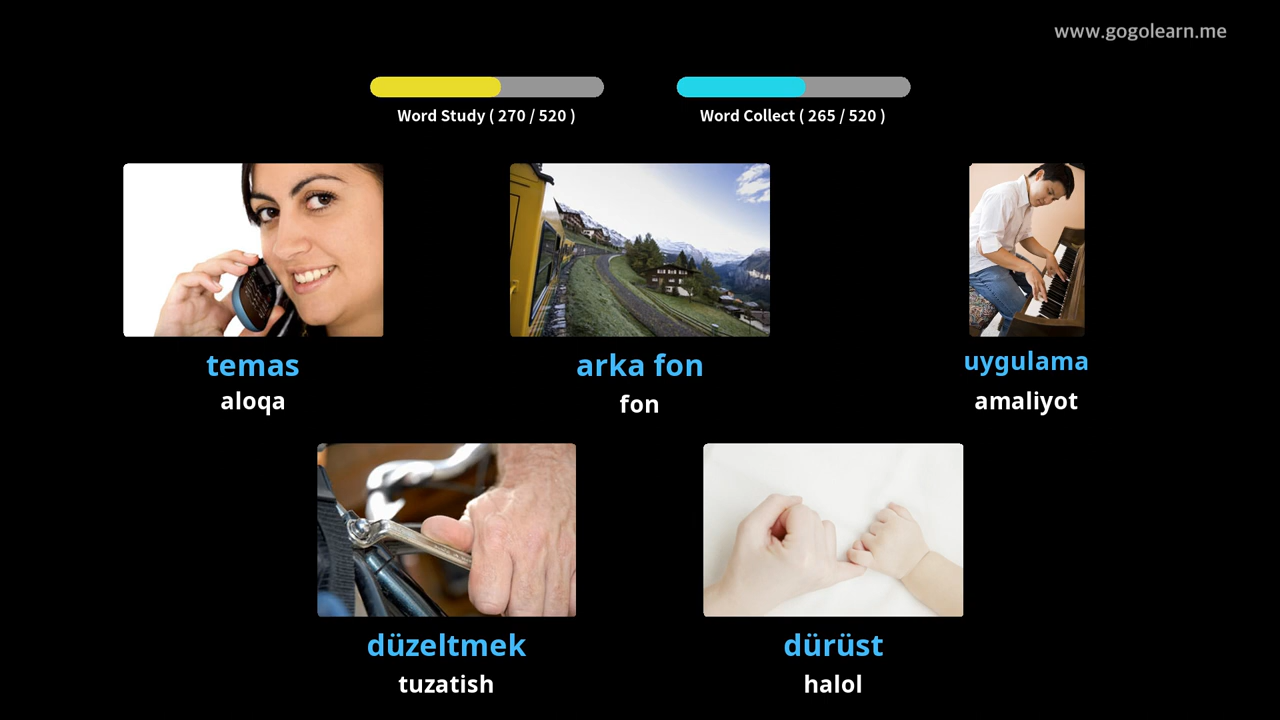 www.gogolearn.me
Word Study ( 270 / 520 )
Word Collect ( 265 / 520 )
temas
aloqa
arka fon
fon
uygulama
amaliyot
düzeltmek
tuzatish
dürüst
halol